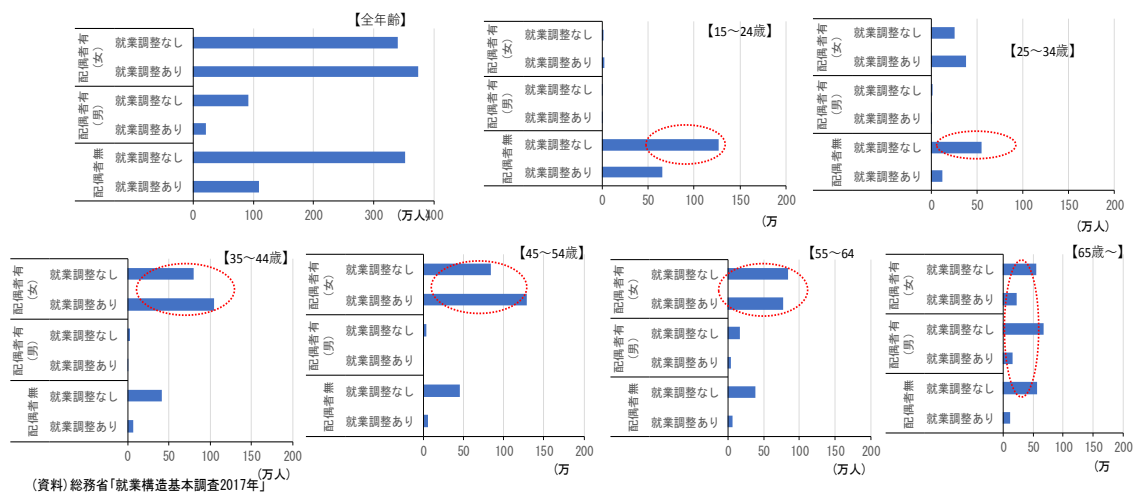 【全年齢】
配偶者有
（女）
就業調整なし
就業調整あり
配偶者有
（男）
就業調整なし
就業調整あり
配偶者無
就業調整なし
就業調整あり
0 100 200 300 400
(万人)
【15～24歳】
配偶者有
（女）
就業調整なし
就業調整あり
配偶者有
（男）
就業調整なし
就業調整あり
配偶者無
就業調整なし
就業調整あり
0 50 100 150 200
(万
【25～34歳】
配偶者有
（女）
就業調整なし
就業調整あり
配偶者有
（男）
就業調整なし
就業調整あり
配偶者無
就業調整なし
就業調整あり
0 50 100 150 200
(万人)
【35～44歳】
配偶者有
（女）
就業調整なし
就業調整あり
配偶者有
（男）
就業調整なし
就業調整あり
配偶者無
就業調整なし
就業調整あり
0 50 100 150 200
(万人)
【45～54歳】
配偶者有
（女）
就業調整なし
就業調整あり
配偶者有
（男）
就業調整なし
就業調整あり
配偶者無
就業調整なし
就業調整あり
0 50 100 150 200
(万人)
【55～64
配偶者有
（女）
就業調整なし
就業調整あり
配偶者有
（男）
就業調整なし
就業調整あり
配偶者無
就業調整なし
就業調整あり
0 50 100 150 200
(万人)
【65歳～】
配偶者有
（女）
就業調整なし
就業調整あり
配偶者有
（男）
就業調整なし
就業調整あり
配偶者無
就業調整なし
就業調整あり
0 50 100 150 200
(万
（資料）総務省「就業構造基本調査2017年」